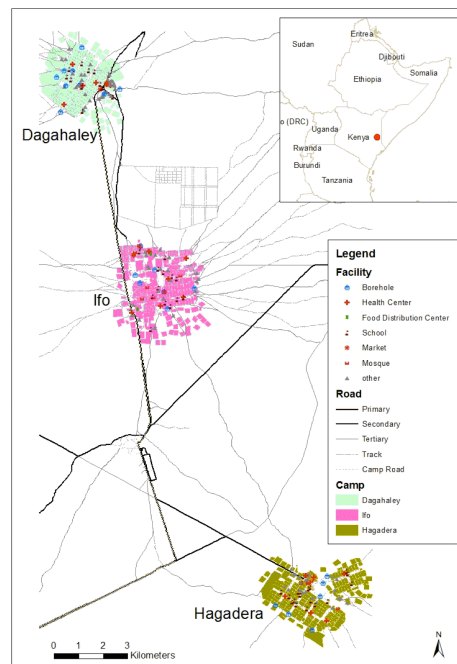 Sudan
Eritrea
Djibouti
Somalia
Ethiopia
o (DRC)
Uganda
Kenya
Rwanda
Burundi
Tanzania
Dagahaley
Ifo
Hagadera
Legend
Facility
Borehole
Health Center
Food Distribution Center
School
Market
Mosque
other
Road
Primary
Secondary
Tertiary
Track
Camp Road
Camp
Dagahaley
Ifo
Hagadera
0 1 2 3
Kilometers
N